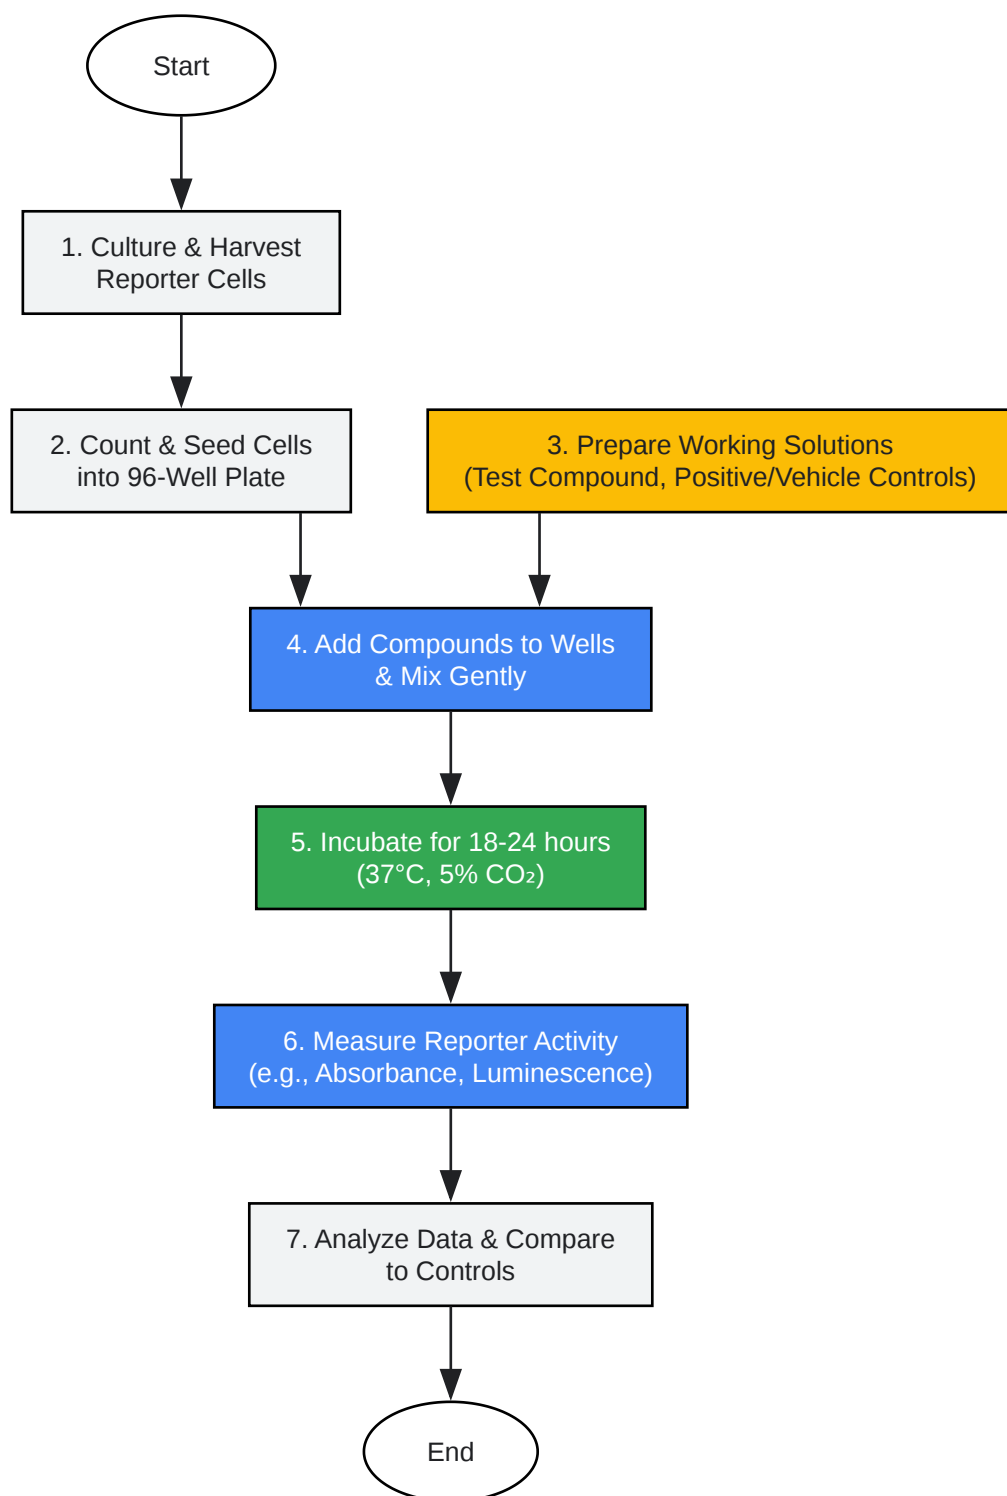 Start
1. Culture & Harvest
Reporter Cells
2. Count & Seed Cells
into 96-Well Plate
3. Prepare Working Solutions
(Test Compound, Positive/Vehicle Controls)
4. Add Compounds to Wells
& Mix Gently
5. Incubate for 18-24 hours
(37°C, 5% CO₂)
6. Measure Reporter Activity
(e.g., Absorbance, Luminescence)
7. Analyze Data & Compare
to Controls
End